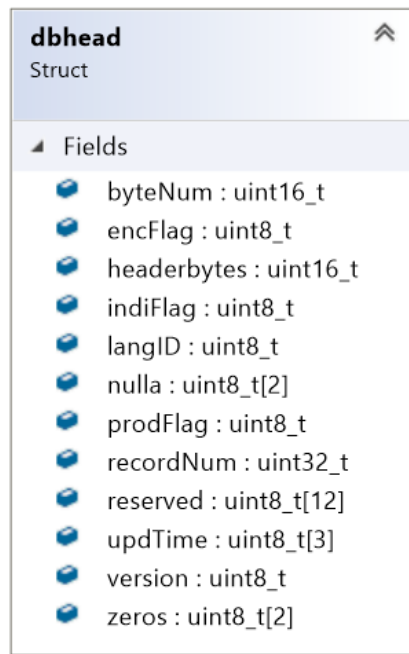 dbhead
Struct
Fields
byteNum : uint16_t
encFlag : uint8_t
headerbytes : uint16_t
indiFlag : uint8_t
langID : uint8_t
nulla : uint8_t[2]
prodFlag : uint8_t
recordNum : uint32_t
reserved : uint8_t[12]
updTime : uint8_t[3]
version : uint8_t
zeros : uint8_t[2]